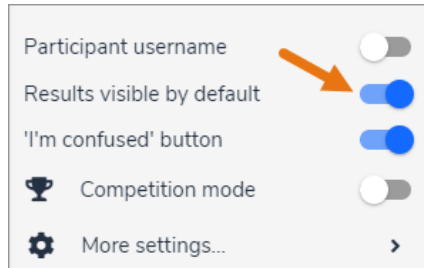 Participant username
Results visible by default
'I'm confused' button
Competition mode
More settings...